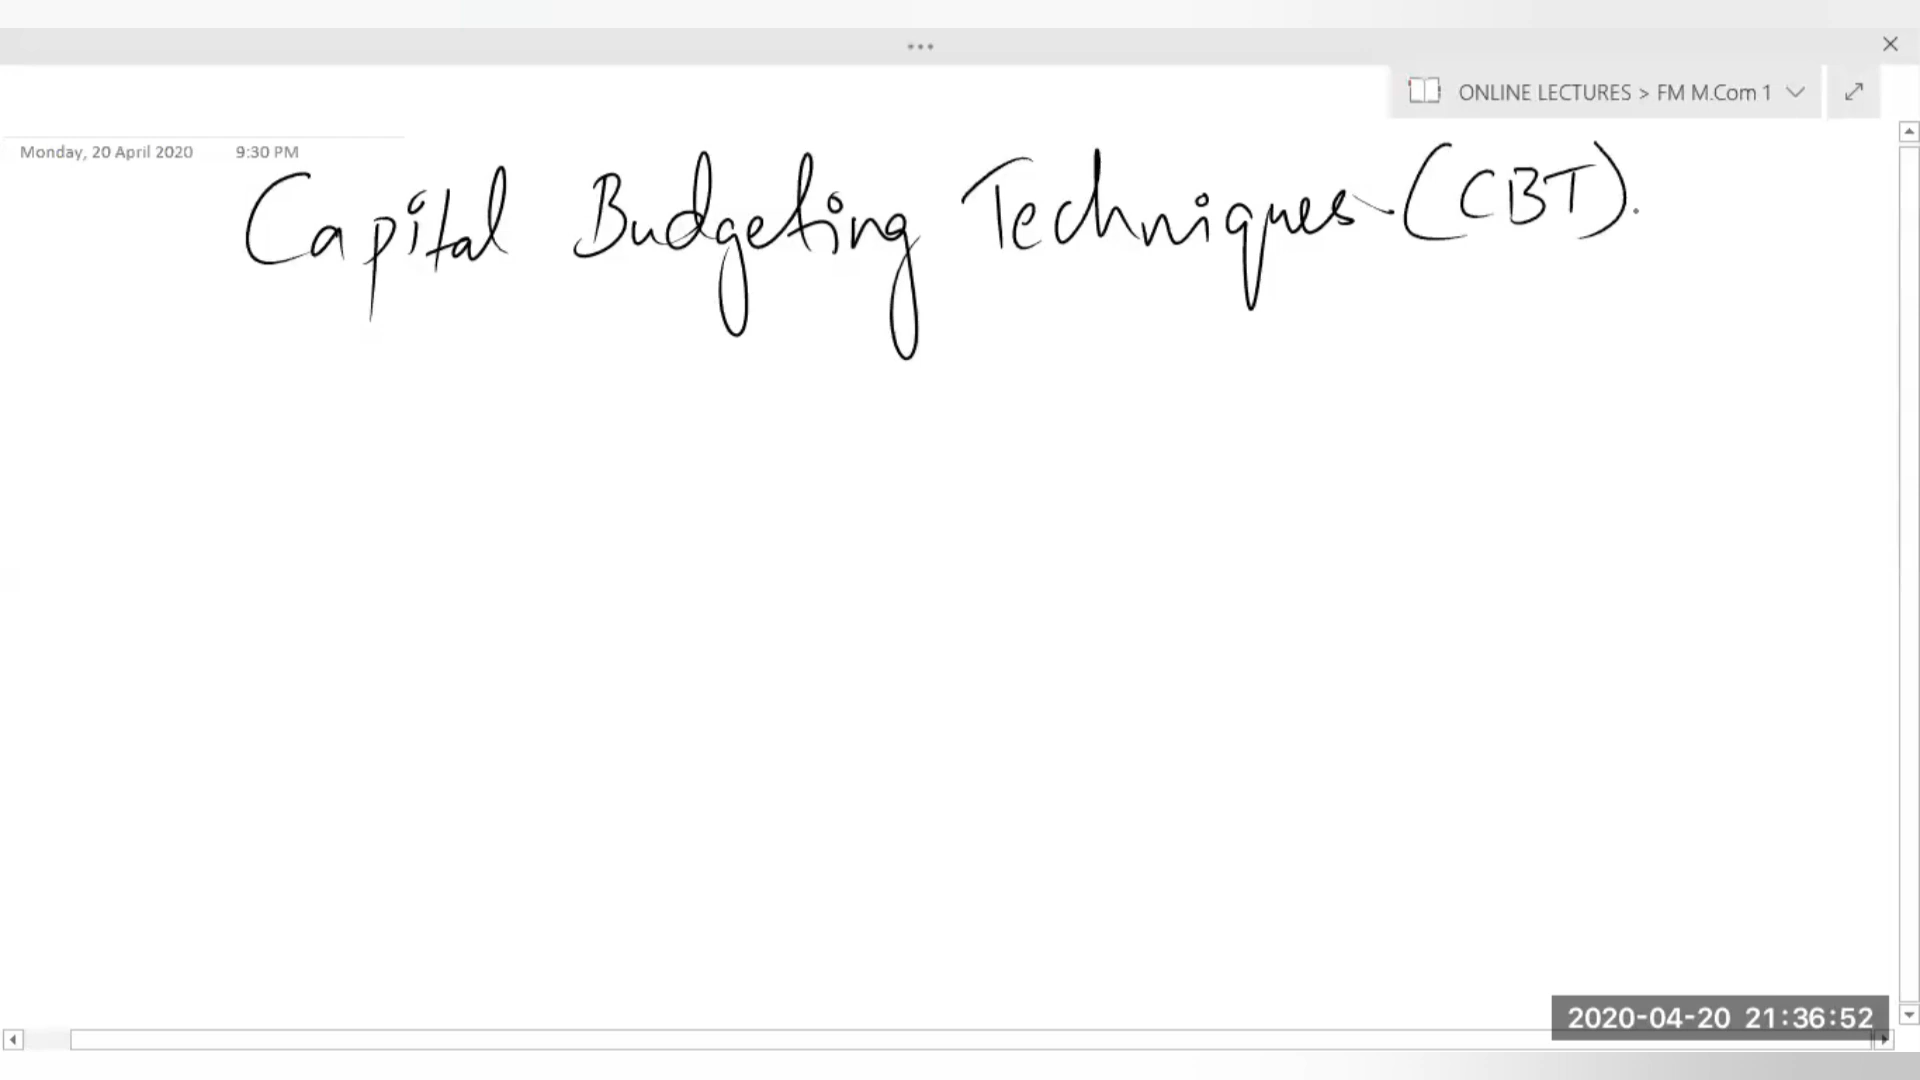 ONLINE LECTURES > FM M.Com 1
Monday, 20 April 2020 9:30 PM
Capital Budgeting Techniques (CBT).
2020-04-20 21:36:52